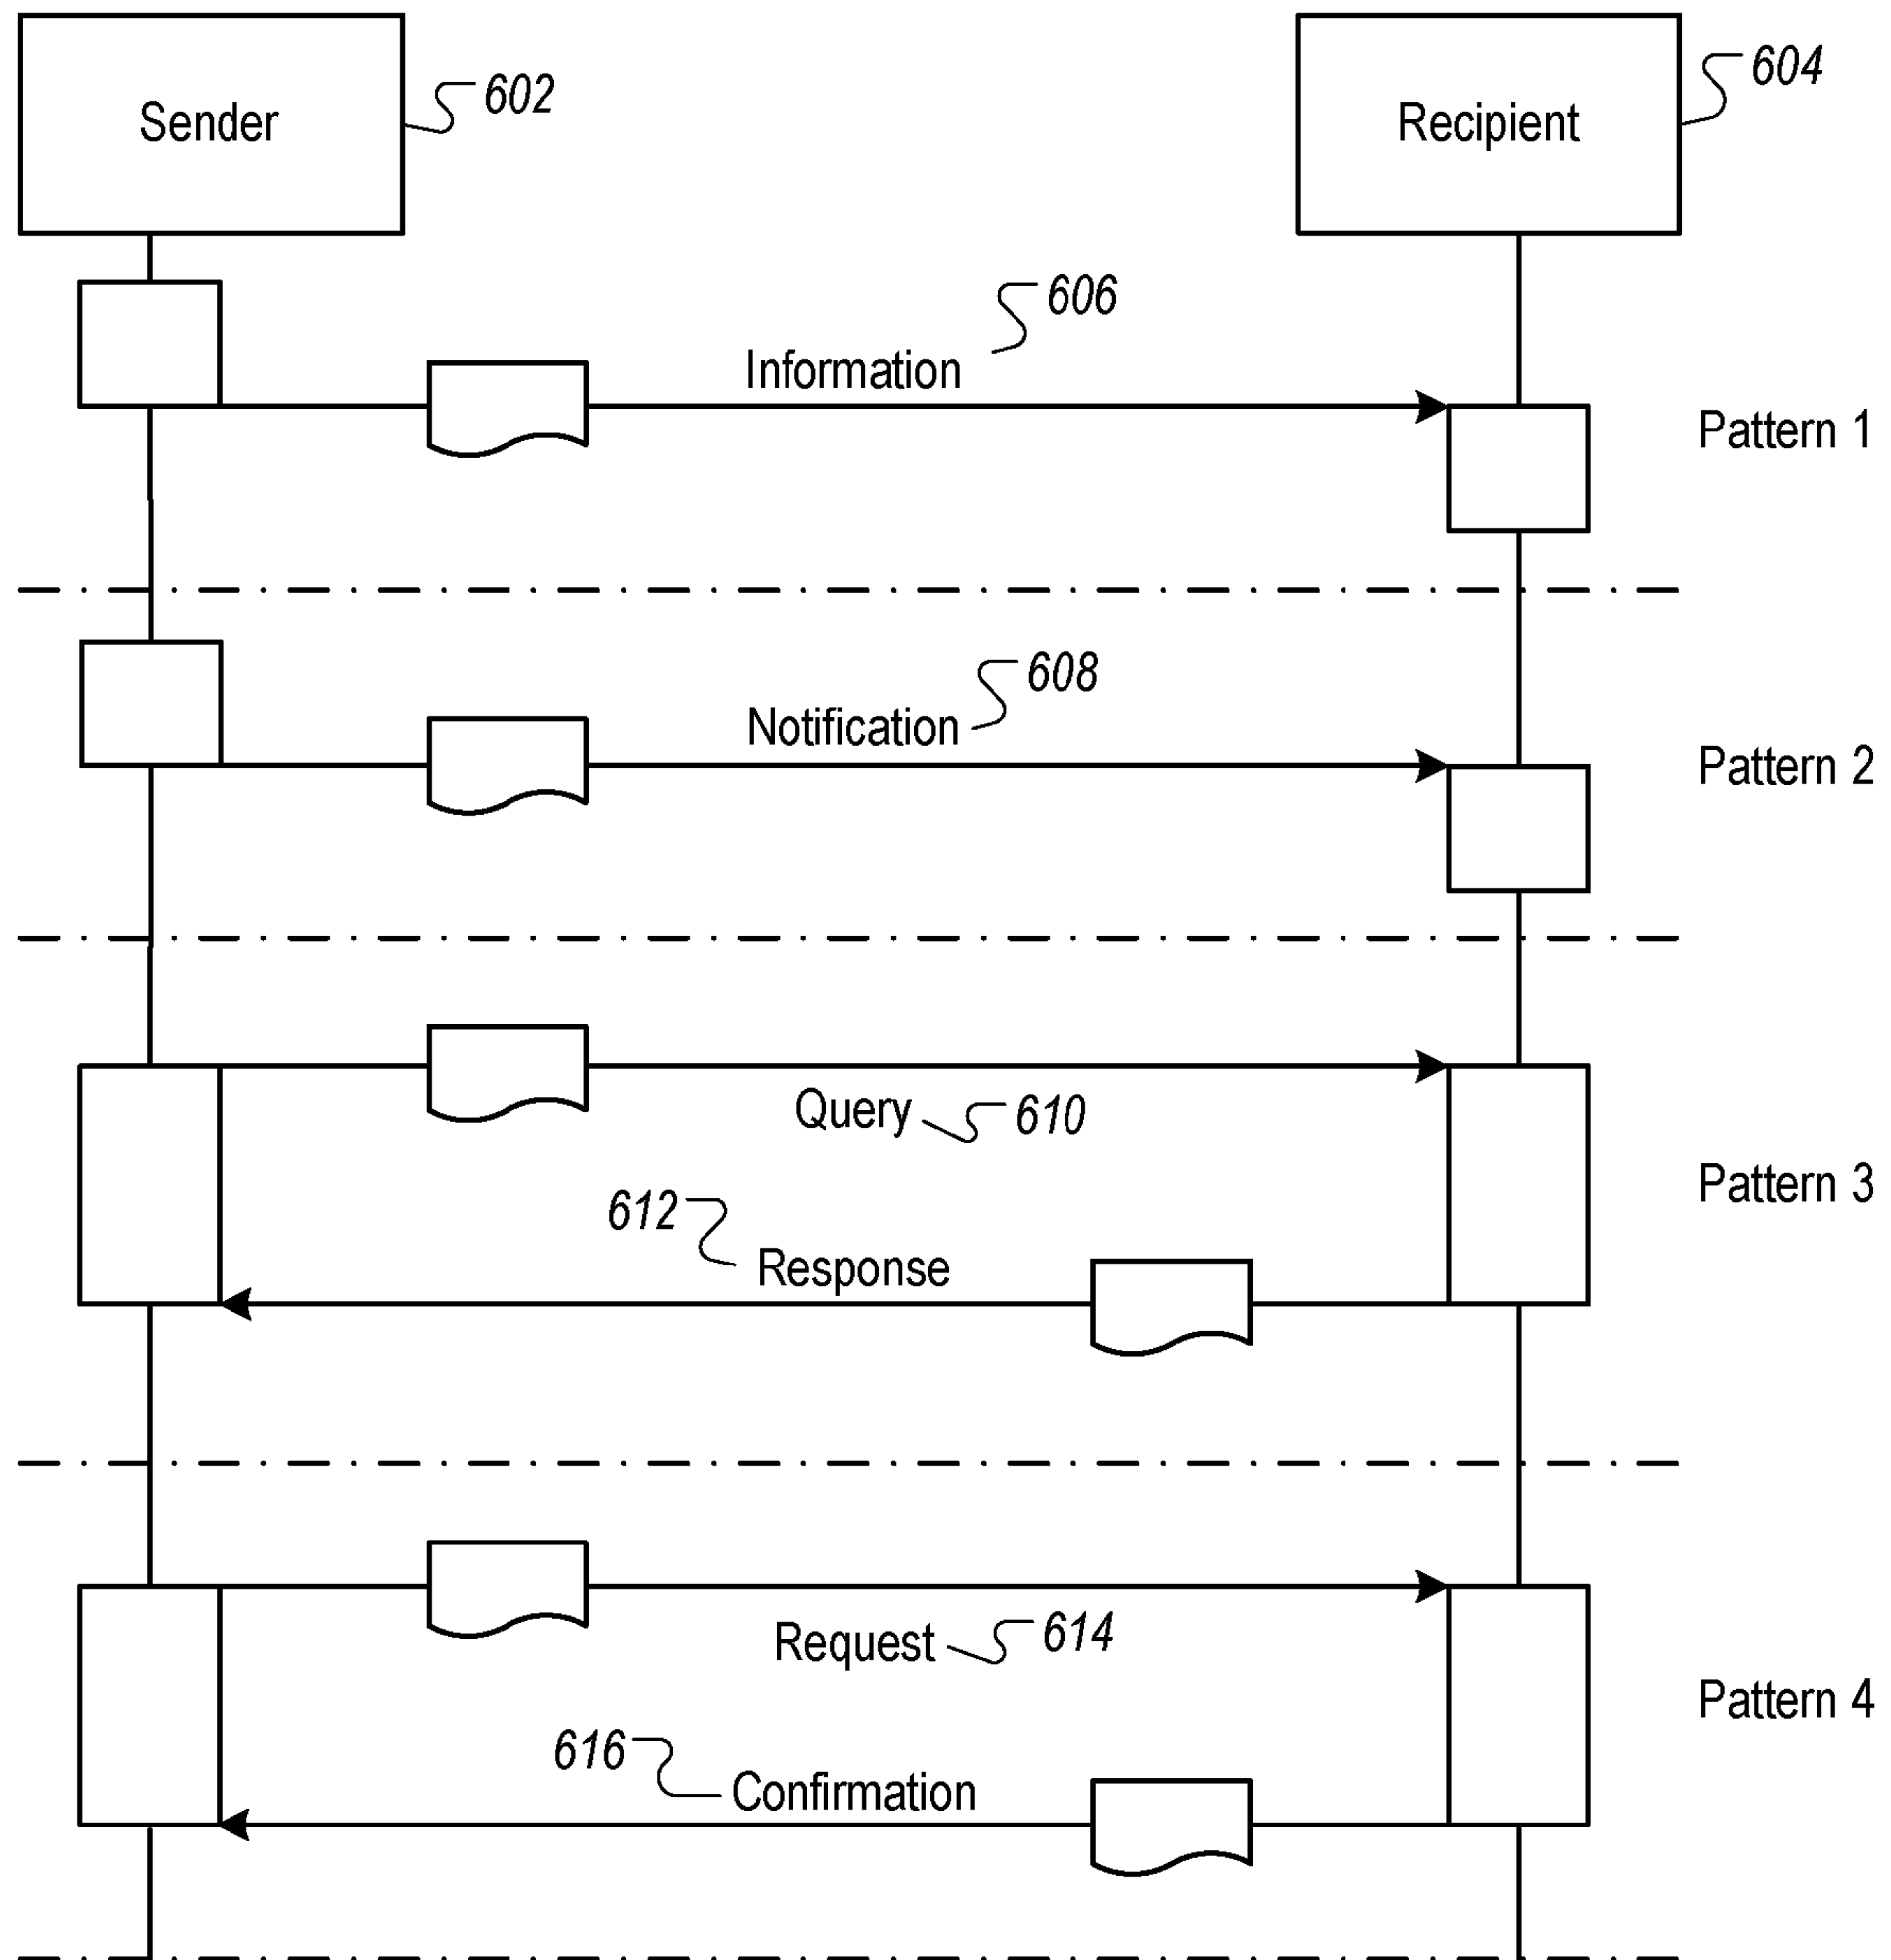 Sender
602
Recipient
604
606
Information
Pattern 1
608
Notification
Pattern 2
Query
610
Pattern 3
612
Response
Request
614
Pattern 4
616
Confirmation